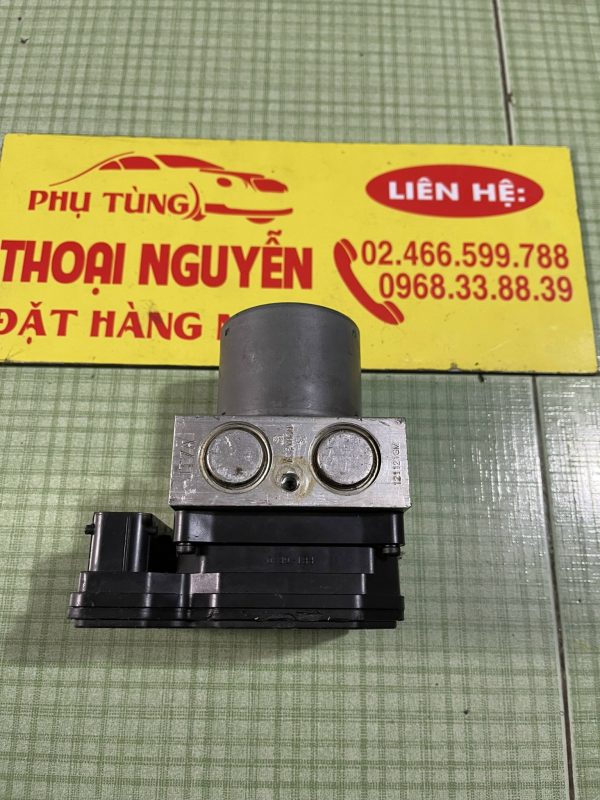 PHỤ TÙNG
THOẠI NGUYỄN
ĐẶT HÀNG
LIÊN HỆ:
02.466.599.788
0968.33.88.39